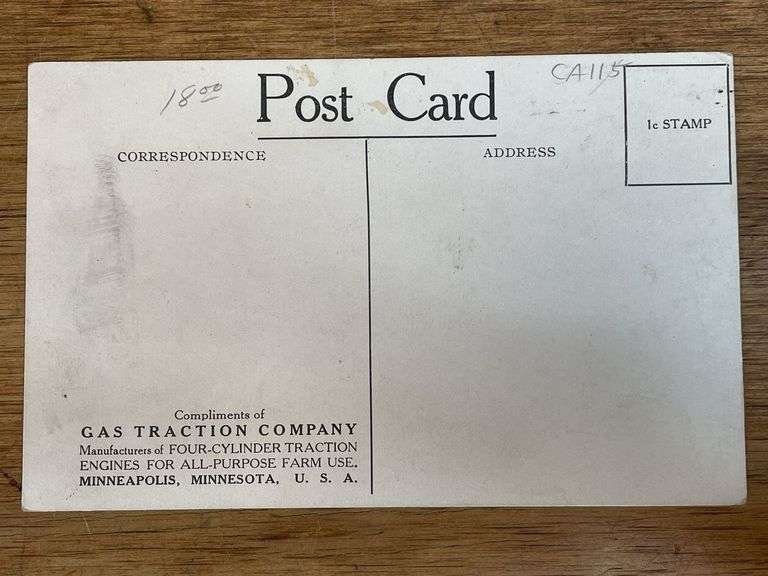 18.00
CA115
Post Card
1c STAMP
CORRESPONDENCE
ADDRESS
Compliments of
GAS TRACTION COMPANY
Manufacturers of FOUR-CYLINDER TRACTION
ENGINES FOR ALL-PURPOSE FARM USE.
MINNEAPOLIS, MINNESOTA, U. S. A.